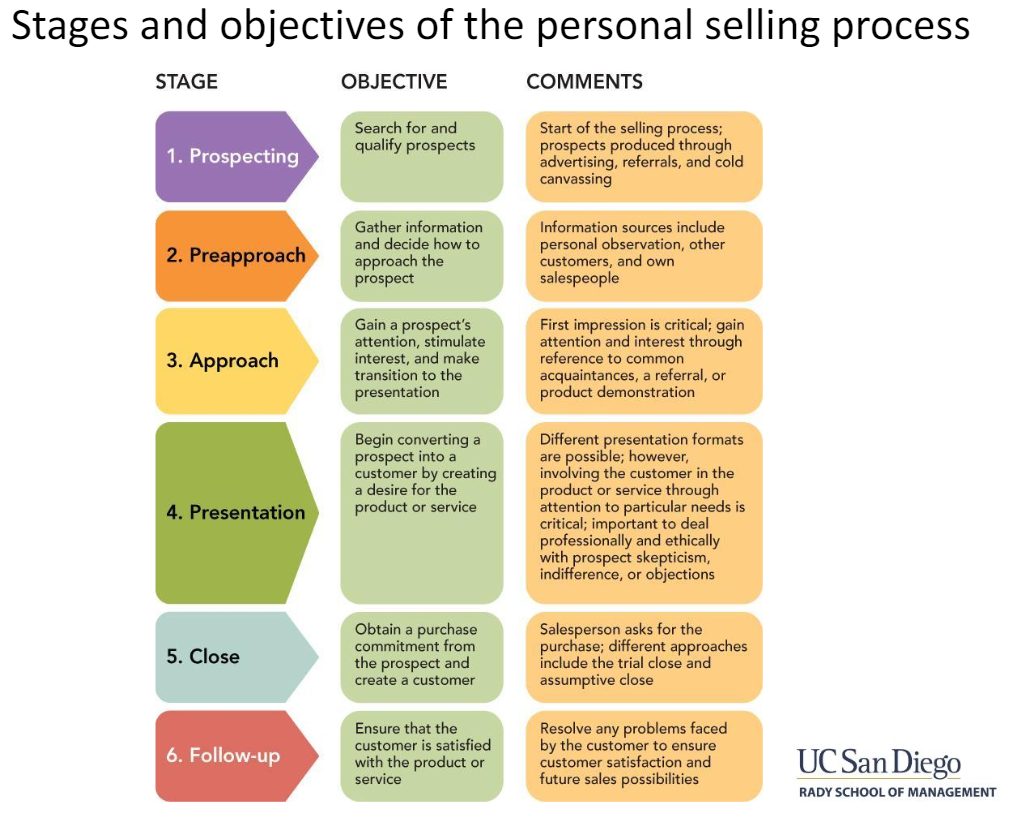 Stages and objectives of the personal selling process
STAGE
OBJECTIVE
COMMENTS
1. Prospecting
Search for and
qualify prospects
Start of the selling process;
prospects produced through
advertising, referrals, and cold
canvassing
2. Preapproach
Gather information
and decide how to
approach the
prospect
Information sources include
personal observation, other
customers, and own
salespeople
3. Approach
Gain a prospect's
attention, stimulate
interest, and make
transition to the
presentation
First impression is critical; gain
attention and interest through
reference to common
acquaintances, a referral, or
product demonstration
4. Presentation
Begin converting a
prospect into a
customer by creating
a desire for the
product or service
Different presentation formats
are possible; however,
involving the customer in the
product or service through
attention to particular needs is
critical; important to deal
professionally and ethically
with prospect skepticism,
indifference, or objections
5. Close
Obtain a purchase
commitment from
the prospect and
create a customer
Salesperson asks for the
purchase; different approaches
include the trial close and
assumptive close
6. Follow-up
Ensure that the
customer is satisfied
with the product or
service
Resolve any problems faced
by the customer to ensure
customer satisfaction and
future sales possibilities
UC San Diego
RADY SCHOOL OF MANAGEMENT